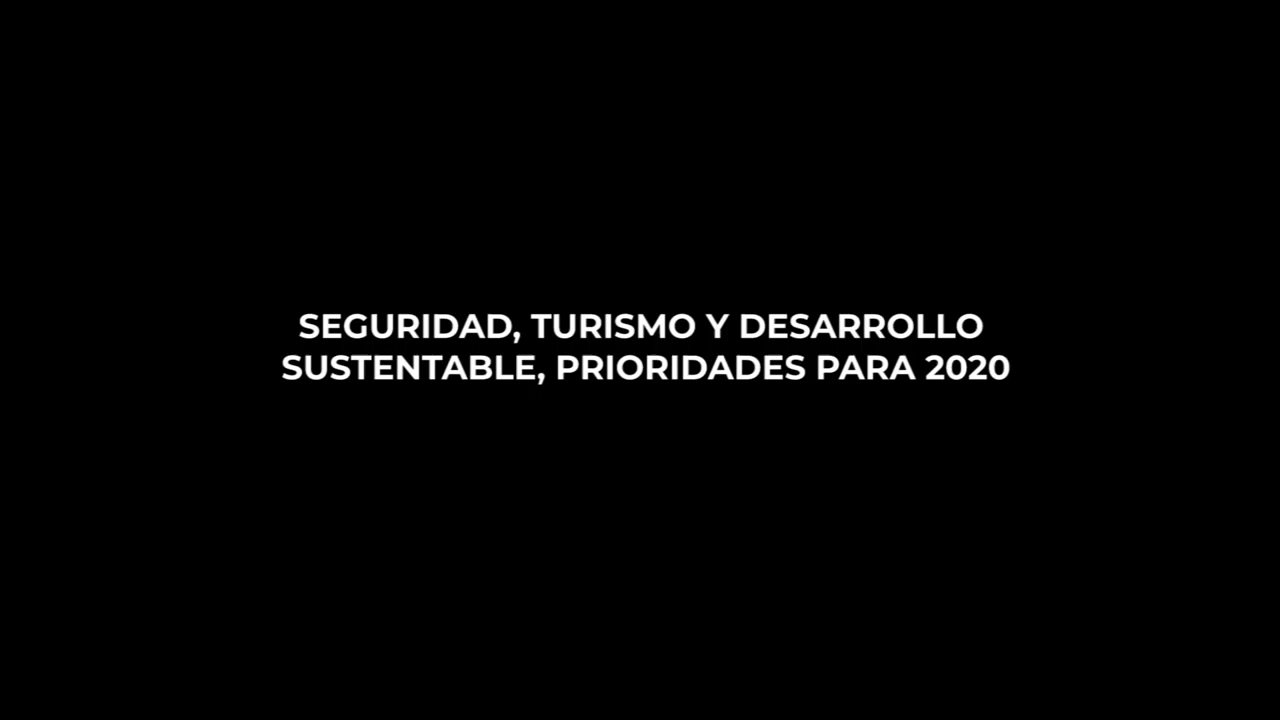 SEGURIDAD, TURISMO Y DESARROLLO
SUSTENTABLE, PRIORIDADES PARA 2020